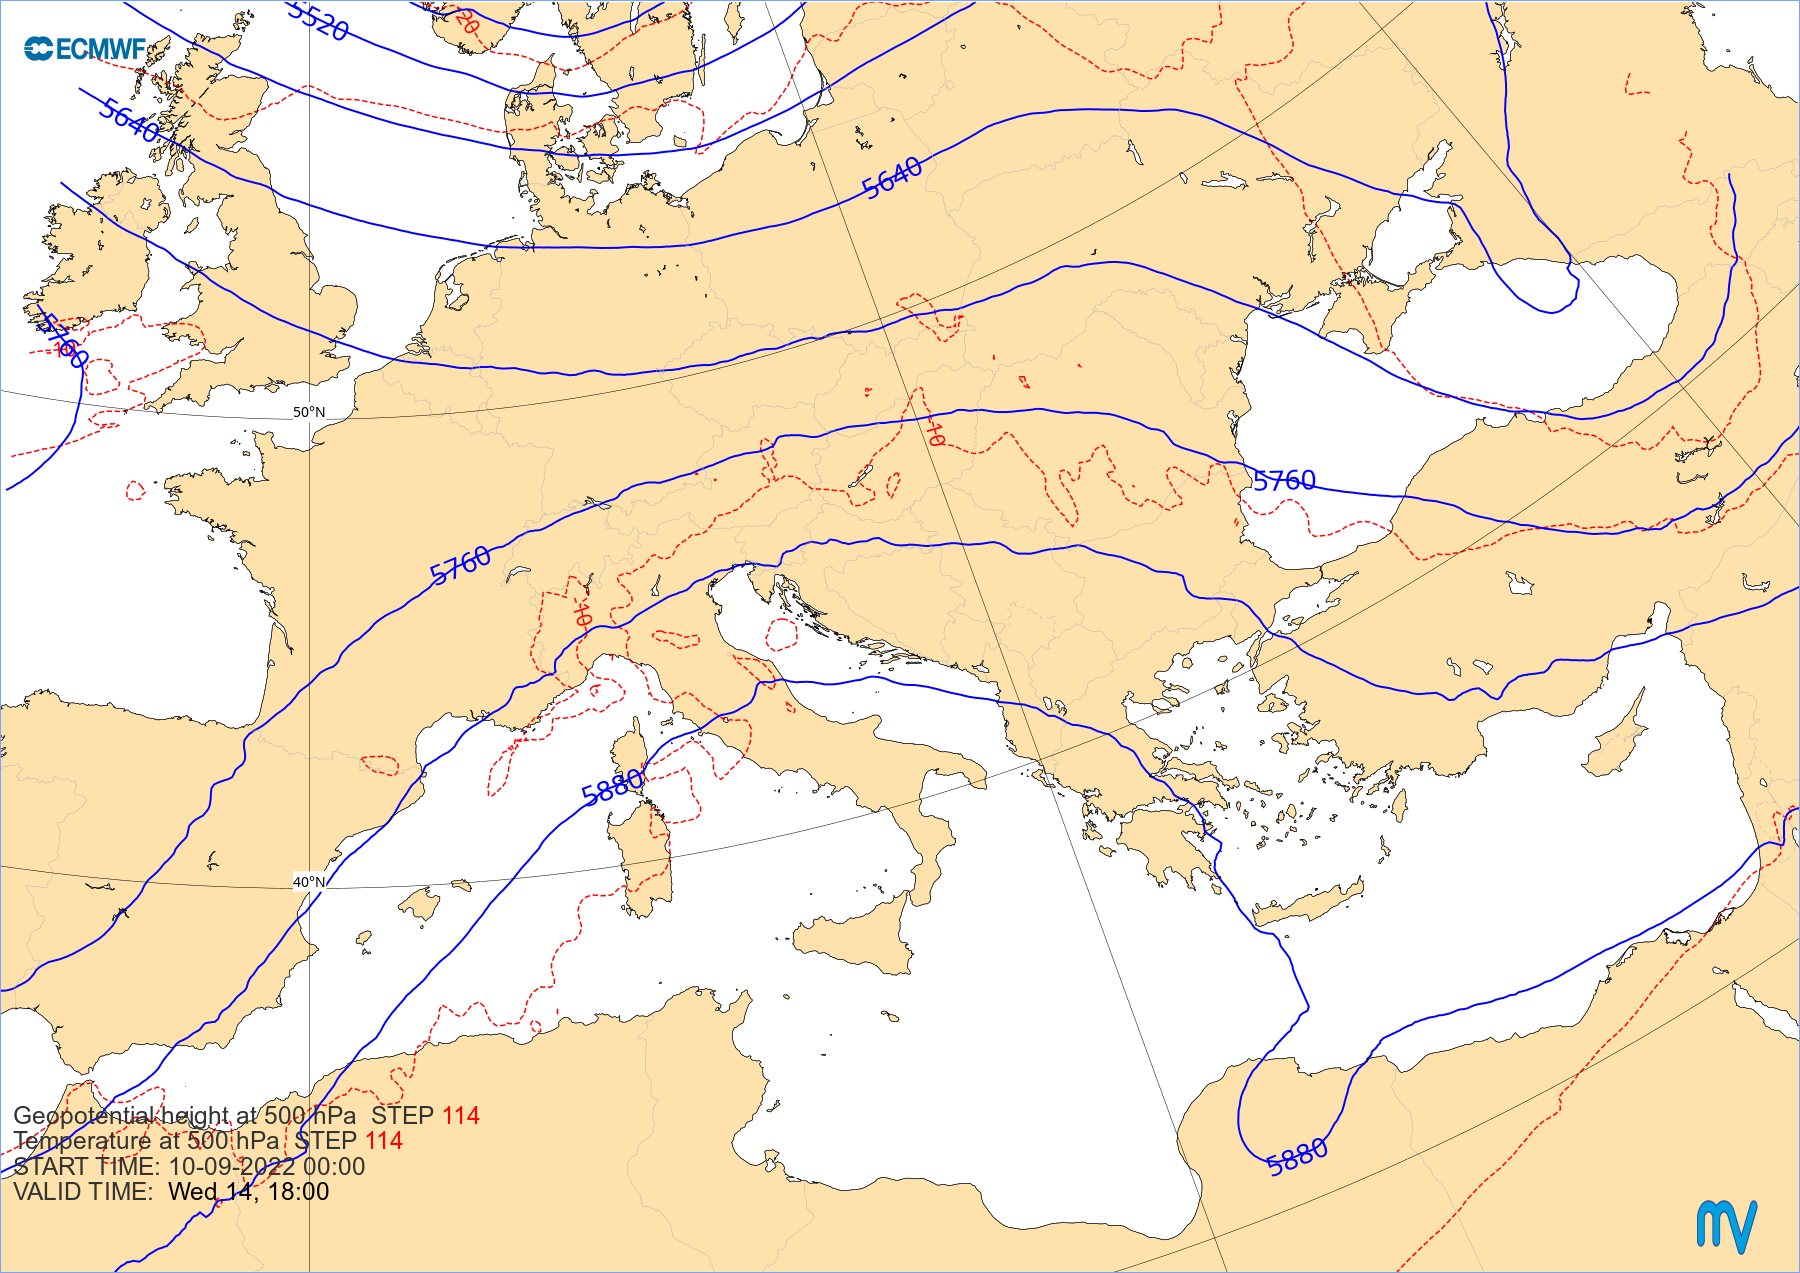 5520
20
ECMWF
5640
5640
5760
50°N
-10
5760
5760
-10
5880
40°N
Geopotential height at 500 hPa  STEP 114
Temperature at 500 hPa  STEP 114
START TIME: 10-09-2022 00:00
VALID TIME:  Wed 14, 18:00
5880